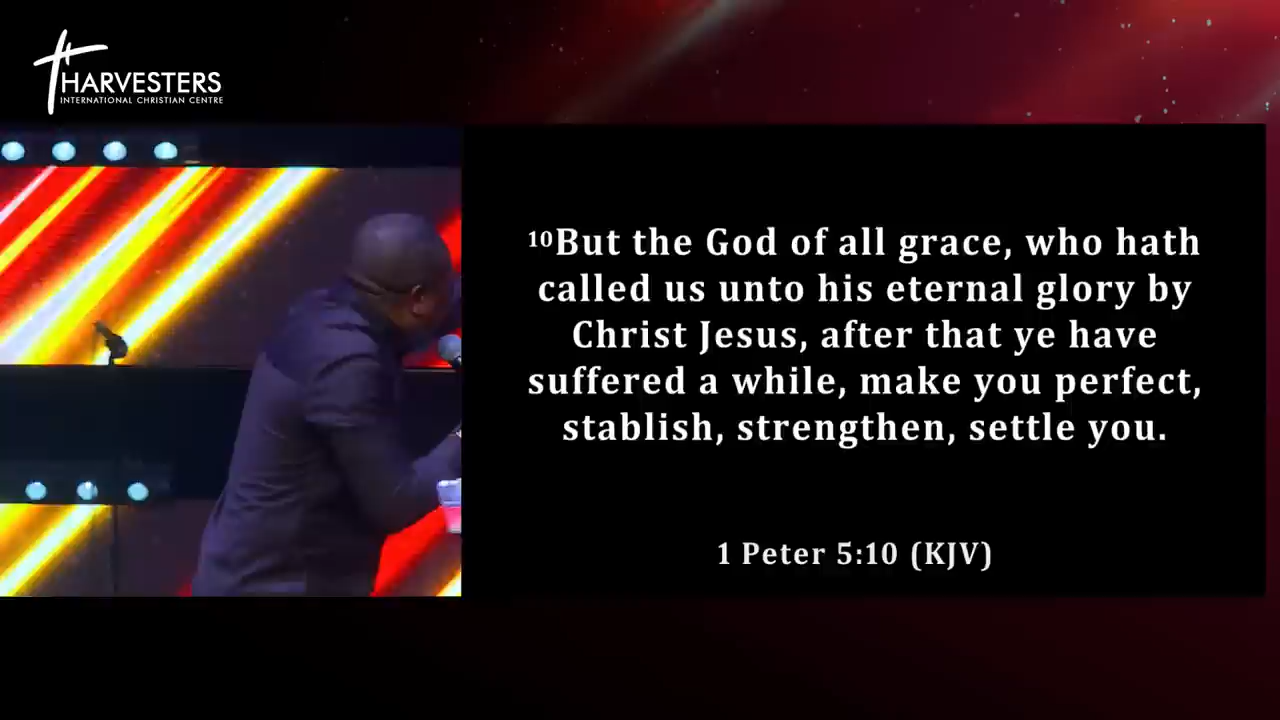 HARVESTERS
INTERNATIONAL CHRISTIAN CENTRE
10But the God of all grace, who hath
called us unto his eternal glory by
Christ Jesus, after that ye have
suffered a while, make you perfect,
stablish, strengthen, settle you.
1 Peter 5:10 (KJV)